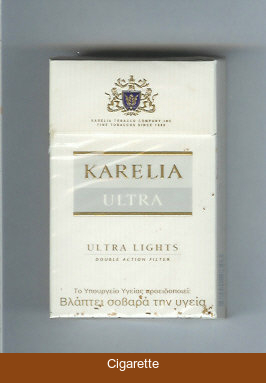 KARELIA TOBACCO COMPANY INC.
FINE TOBACCOS SINCE 1888
KARELIA
ULTRA
ULTRA LIGHTS
DOUBLE ACTION FILTER
Το Υπουργείο Υγείας προειδοποιεί:
Βλάπτει σοβαρά την υγεία
Cigarette